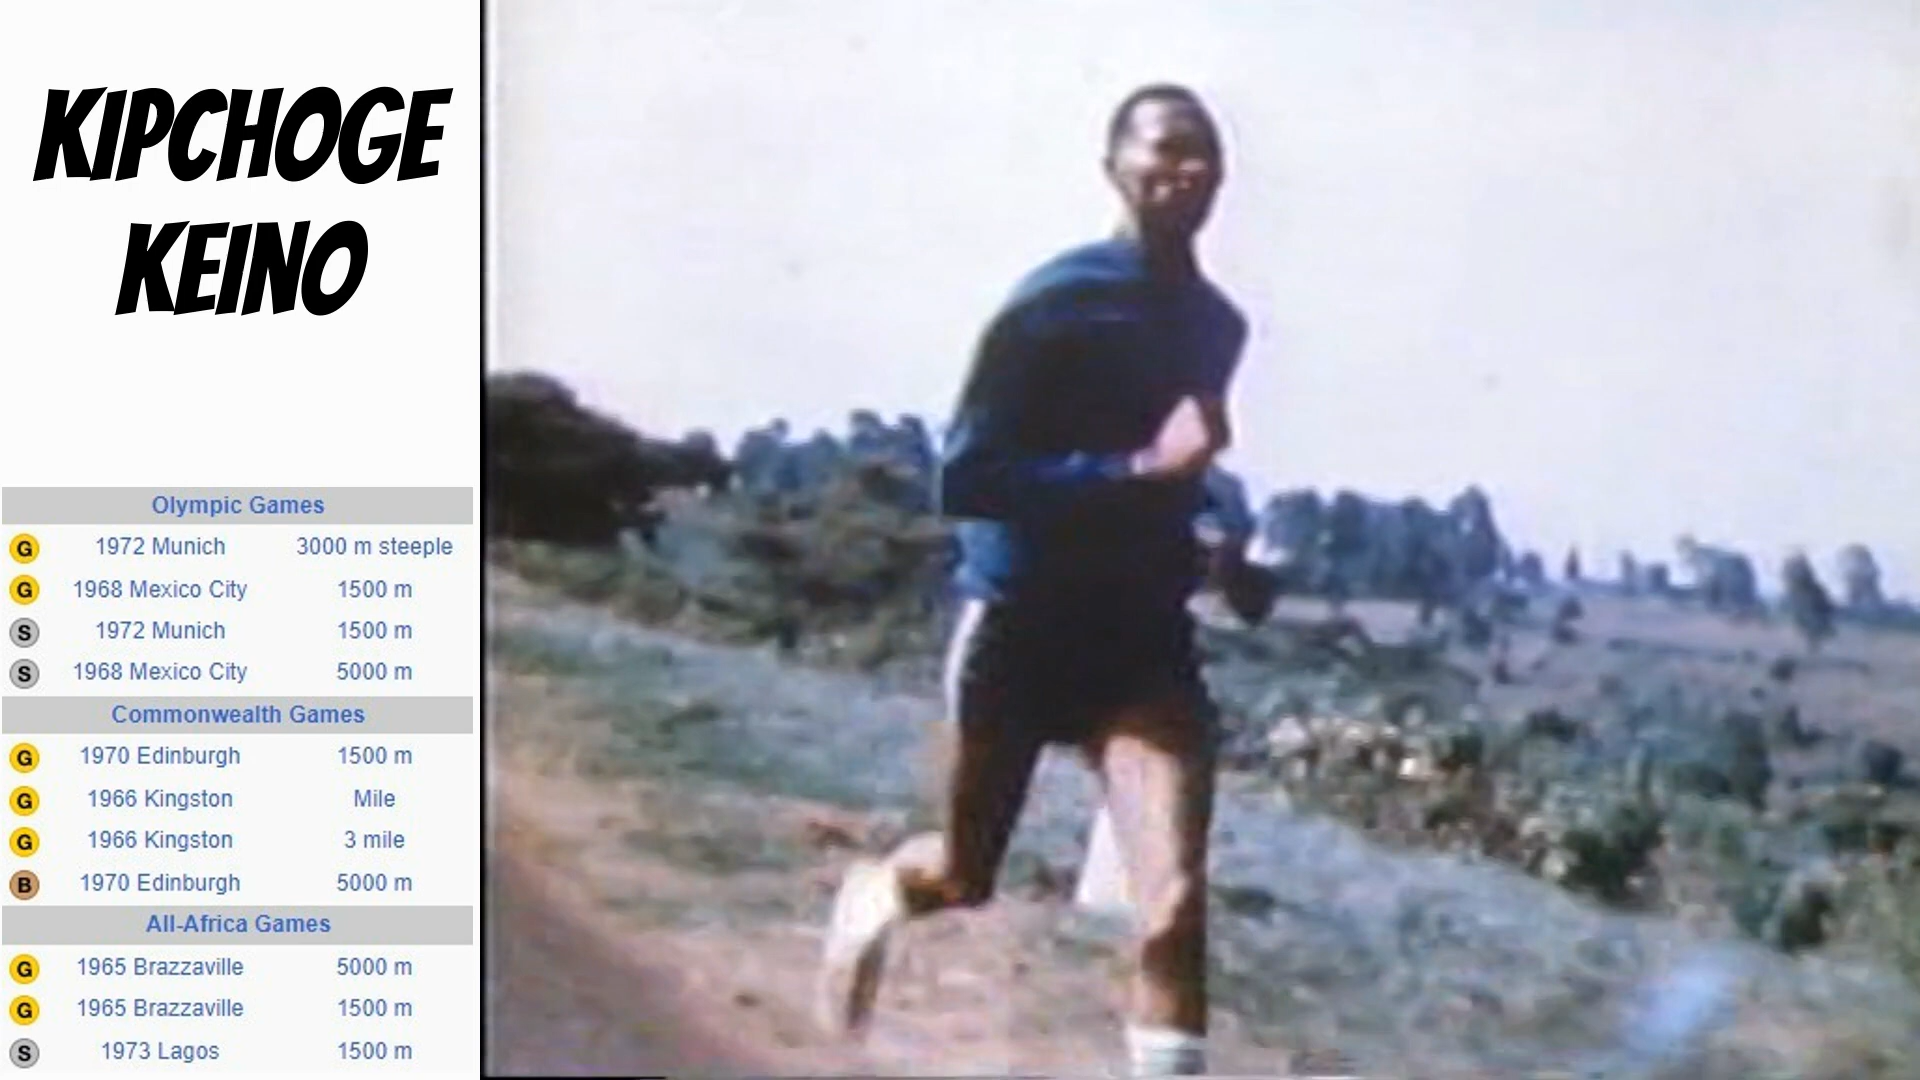 KIPCHOGE
KEINO
Olympic Games
G 1972 Munich 3000 m steeple
G 1968 Mexico City 1500 m
S 1972 Munich 1500 m
S 1968 Mexico City 5000 m
Commonwealth Games
G 1970 Edinburgh 1500 m
G 1966 Kingston Mile
G 1966 Kingston 3 mile
B 1970 Edinburgh 5000 m
All-Africa Games
G 1965 Brazzaville 5000 m
G 1965 Brazzaville 1500 m
S 1973 Lagos 1500 m